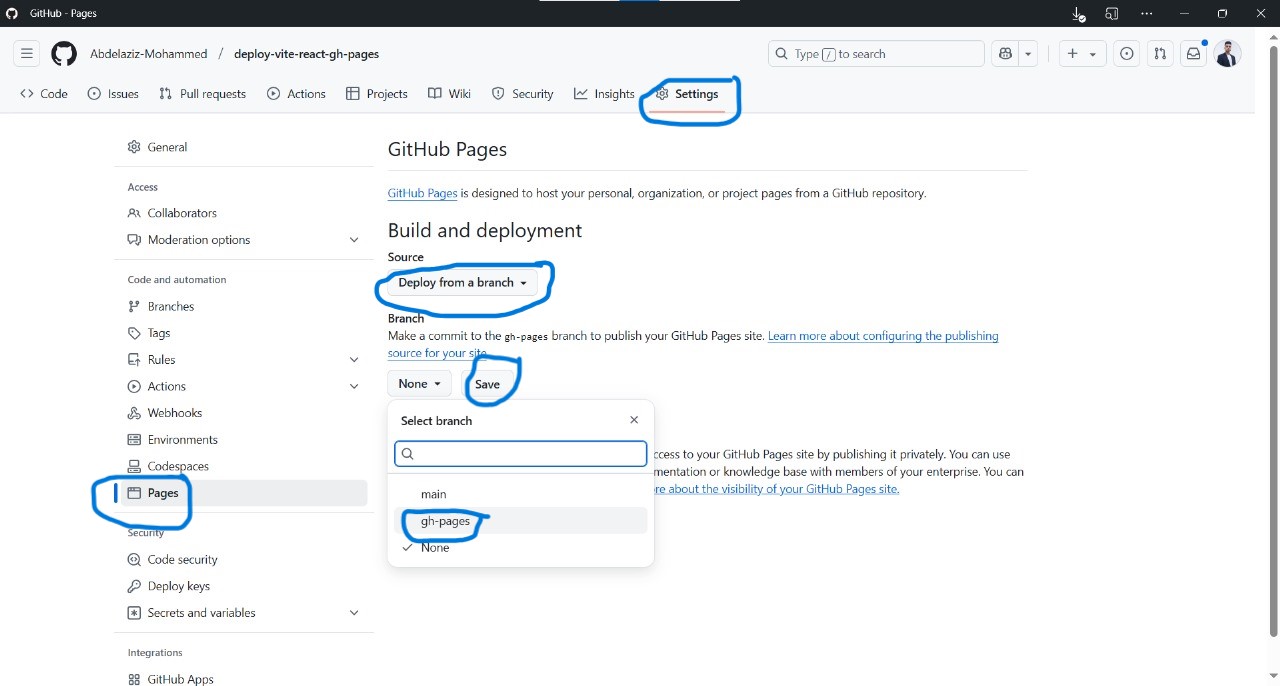 GitHub - Pages
Abdelaziz-Mohammed / deploy-vite-react-gh-pages
Type / to search
Code Issues Pull requests Actions Projects Wiki Security Insights Settings
General
Access
Collaborators
Moderation options
Code and automation
Branches
Tags
Rules
Actions
Webhooks
Environments
Codespaces
Pages
Security
Code security
Deploy keys
Secrets and variables
Integrations
GitHub Apps
GitHub Pages
GitHub Pages is designed to host your personal, organization, or project pages from a GitHub repository.
Build and deployment
Source
Deploy from a branch
Branch
Make a commit to the gh-pages branch to publish your GitHub Pages site. Learn more about configuring the publishing
source for your site.
None Save
Select branch
main
gh-pages
None
ccess to your GitHub Pages site by publishing it privately. You can use
mentation or knowledge base with members of your enterprise. You can
re about the visibility of your GitHub Pages site.